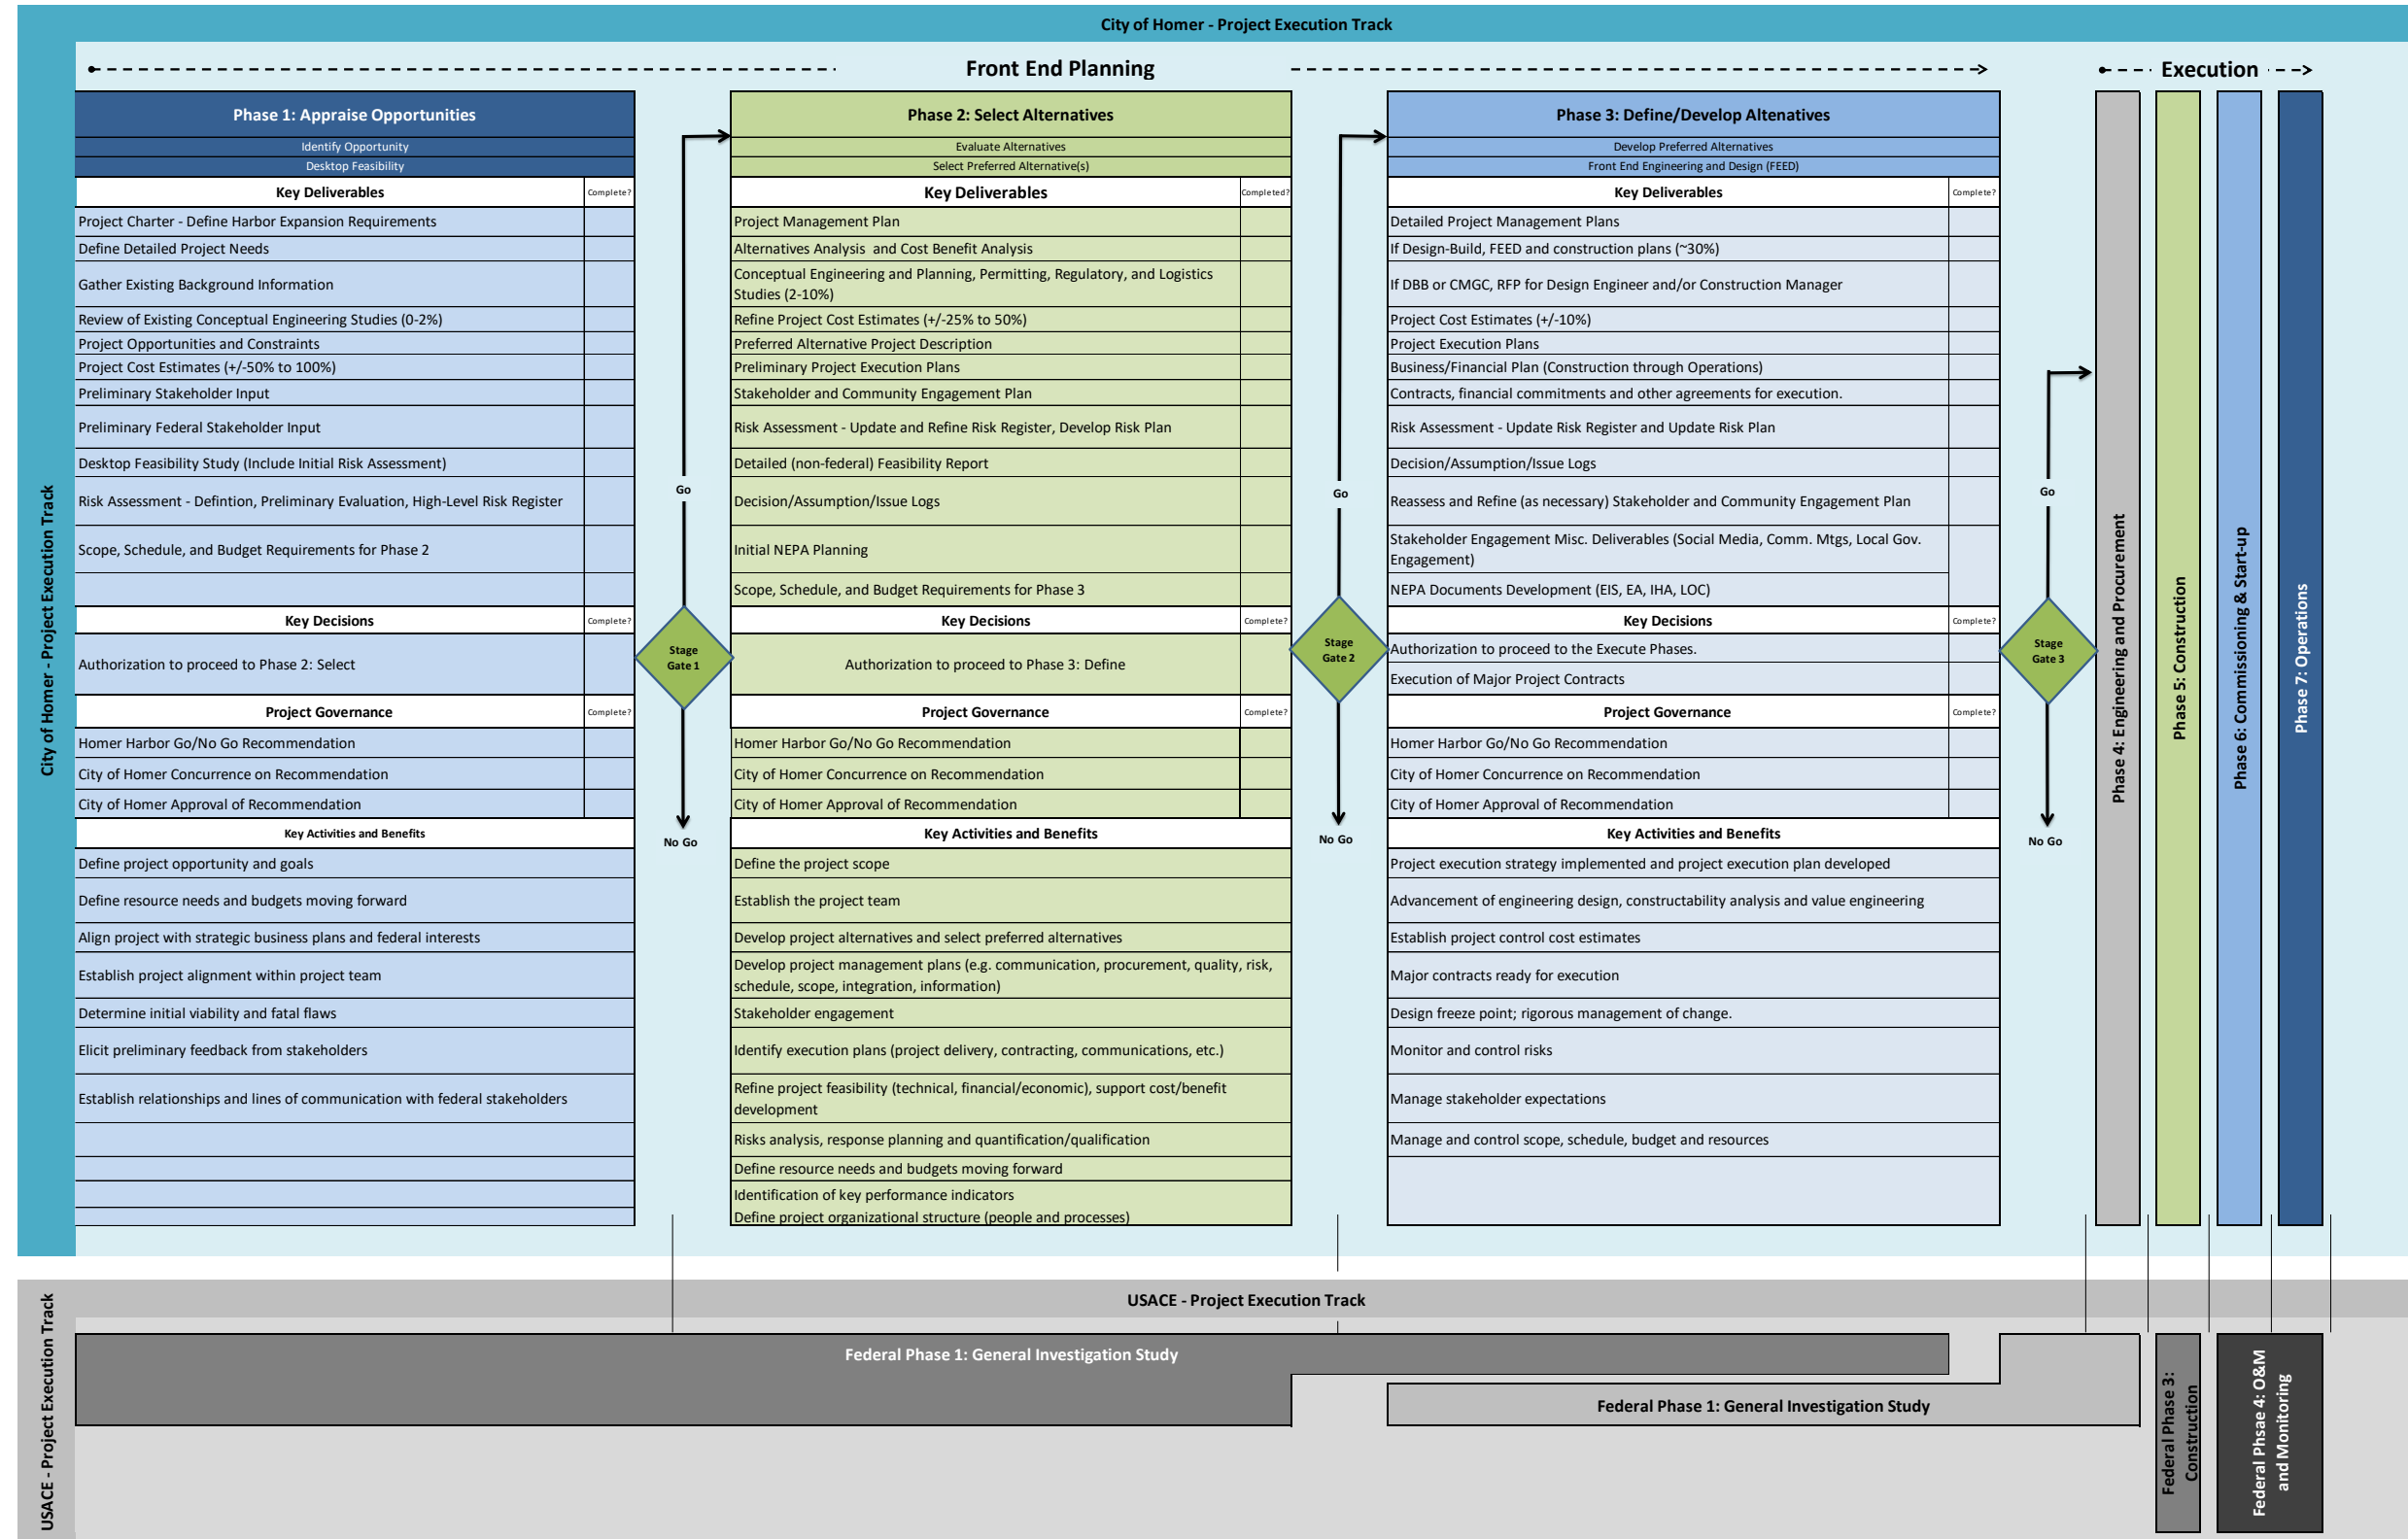 City of Homer - Project Execution Track
Front End Planning
Execution
City of Homer - Project Execution Track
Phase 1: Appraise Opportunities
Identify Opportunity
Desktop Feasibility
Key Deliverables
Complete?
Project Charter - Define Harbor Expansion Requirements
Define Detailed Project Needs
Gather Existing Background Information
Review of Existing Conceptual Engineering Studies (0-2%)
Project Opportunities and Constraints
Project Cost Estimates (+/-50% to 100%)
Preliminary Stakeholder Input
Preliminary Federal Stakeholder Input
Desktop Feasibility Study (Include Initial Risk Assessment)
Risk Assessment - Defintion, Preliminary Evaluation, High-Level Risk Register
Scope, Schedule, and Budget Requirements for Phase 2
Key Decisions
Complete?
Authorization to proceed to Phase 2: Select
Project Governance
Complete?
Homer Harbor Go/No Go Recommendation
City of Homer Concurrence on Recommendation
City of Homer Approval of Recommendation
Key Activities and Benefits
Define project opportunity and goals
Define resource needs and budgets moving forward
Align project with strategic business plans and federal interests
Establish project alignment within project team
Determine initial viability and fatal flaws
Elicit preliminary feedback from stakeholders
Establish relationships and lines of communication with federal stakeholders
Go
Stage
Gate 1
No Go
Phase 2: Select Alternatives
Evaluate Alternatives
Select Preferred Alternative(s)
Key Deliverables
Completed?
Project Management Plan
Alternatives Analysis and Cost Benefit Analysis
Conceptual Engineering and Planning, Permitting, Regulatory, and Logistics
Studies (2-10%)
Refine Project Cost Estimates (+/-25% to 50%)
Preferred Alternative Project Description
Preliminary Project Execution Plans
Stakeholder and Community Engagement Plan
Risk Assessment - Update and Refine Risk Register, Develop Risk Plan
Detailed (non-federal) Feasibility Report
Decision/Assumption/Issue Logs
Initial NEPA Planning
Scope, Schedule, and Budget Requirements for Phase 3
Key Decisions
Complete?
Authorization to proceed to Phase 3: Define
Project Governance
Complete?
Homer Harbor Go/No Go Recommendation
City of Homer Concurrence on Recommendation
City of Homer Approval of Recommendation
Key Activities and Benefits
Define the project scope
Establish the project team
Develop project alternatives and select preferred alternatives
Develop project management plans (e.g. communication, procurement, quality, risk,
schedule, scope, integration, information)
Stakeholder engagement
Identify execution plans (project delivery, contracting, communications, etc.)
Refine project feasibility (technical, financial/economic), support cost/benefit
development
Risks analysis, response planning and quantification/qualification
Define resource needs and budgets moving forward
Identification of key performance indicators
Define project organizational structure (people and processes)
Go
Stage
Gate 2
No Go
Phase 3: Define/Develop Altenatives
Develop Preferred Alternatives
Front End Engineering and Design (FEED)
Key Deliverables
Complete?
Detailed Project Management Plans
If Design-Build, FEED and construction plans (~30%)
If DBB or CMGC, RFP for Design Engineer and/or Construction Manager
Project Cost Estimates (+/-10%)
Project Execution Plans
Business/Financial Plan (Construction through Operations)
Contracts, financial commitments and other agreements for execution.
Risk Assessment - Update Risk Register and Update Risk Plan
Decision/Assumption/Issue Logs
Reassess and Refine (as necessary) Stakeholder and Community Engagement Plan
Stakeholder Engagement Misc. Deliverables (Social Media, Comm. Mtgs, Local Gov.
Engagement)
NEPA Documents Development (EIS, EA, IHA, LOC)
Key Decisions
Complete?
Authorization to proceed to the Execute Phases.
Execution of Major Project Contracts
Project Governance
Complete?
Homer Harbor Go/No Go Recommendation
City of Homer Concurrence on Recommendation
City of Homer Approval of Recommendation
Key Activities and Benefits
Project execution strategy implemented and project execution plan developed
Advancement of engineering design, constructability analysis and value engineering
Establish project control cost estimates
Major contracts ready for execution
Design freeze point; rigorous management of change.
Monitor and control risks
Manage stakeholder expectations
Manage and control scope, schedule, budget and resources
Go
Stage
Gate 3
No Go
Phase 4: Engineering and Procurement
Phase 5: Construction
Phase 6: Commissioning & Start-up
Phase 7: Operations
USACE - Project Execution Track
USACE - Project Execution Track
Federal Phase 1: General Investigation Study
Federal Phase 1: General Investigation Study
Federal Phase 3:
Construction
Federal Phsae 4: O&M
and Monitoring